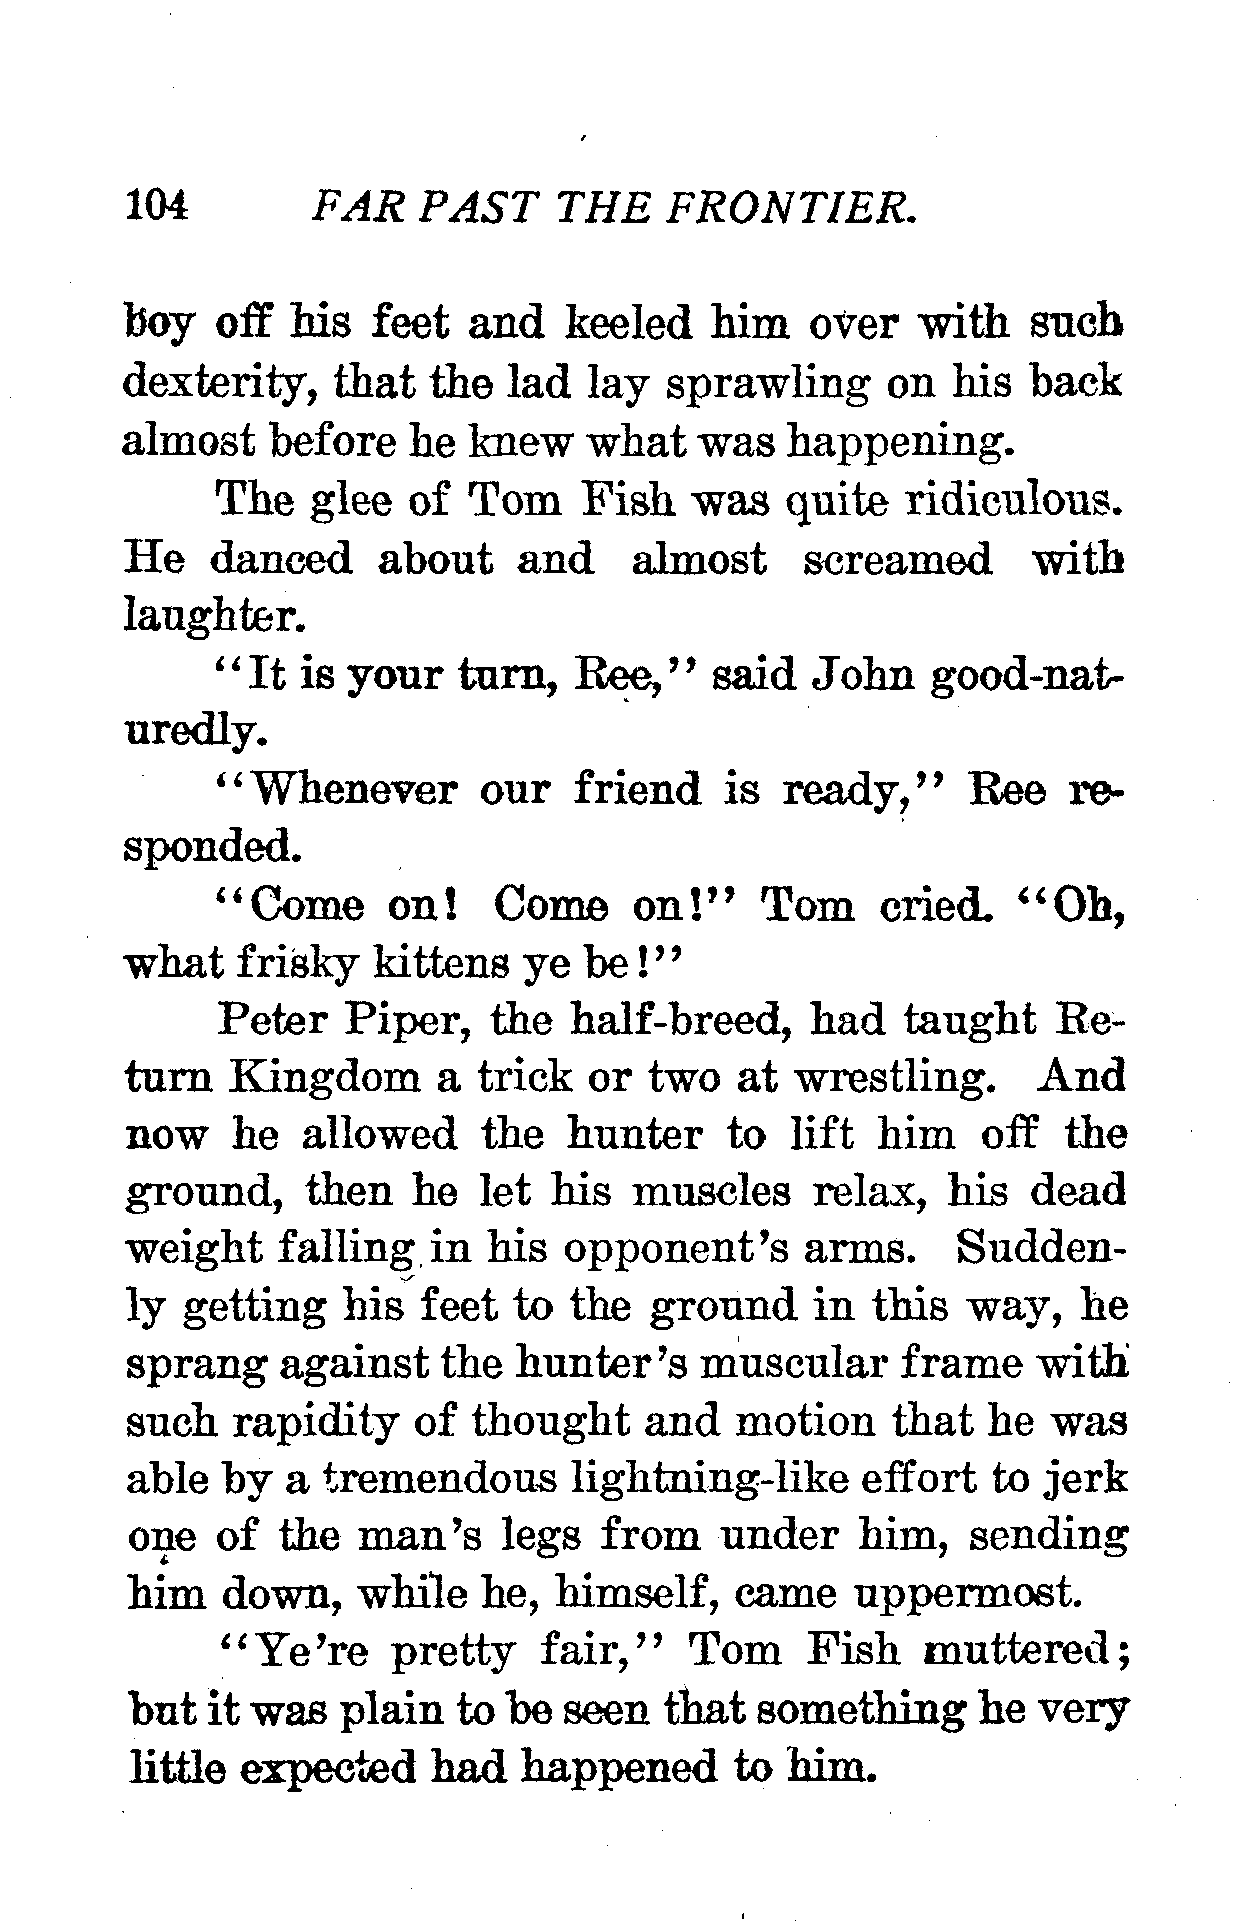 104 FAR PAST THE FRONTIER.
boy off his feet and keeled him over with such
dexterity, that the lad lay sprawling on his back
almost before he knew what was happening.
The glee of Tom Fish was quite ridiculous.
He danced about and almost screamed with
laughter.
“It is your turn, Ree,” said John good-nat-
uredly.
“Whenever our friend is ready,” Ree re-
sponded.
“Come on! Come on!” Tom cried. “Oh,
what frisky kittens ye be!”
Peter Piper, the half-breed, had taught Re-
turn Kingdom a trick or two at wrestling. And
now he allowed the hunter to lift him off the
ground, then he let his muscles relax, his dead
weight falling in his opponent's arms. Sudden-
ly getting his feet to the ground in this way, he
sprang against the hunter's muscular frame with
such rapidity of thought and motion that he was
able by a tremendous lightning-like effort to jerk
one of the man's legs from under him, sending
him down, while he, himself, came uppermost.
“Ye're pretty fair,” Tom Fish muttered;
but it was plain to be seen that something he very
little expected had happened to him.